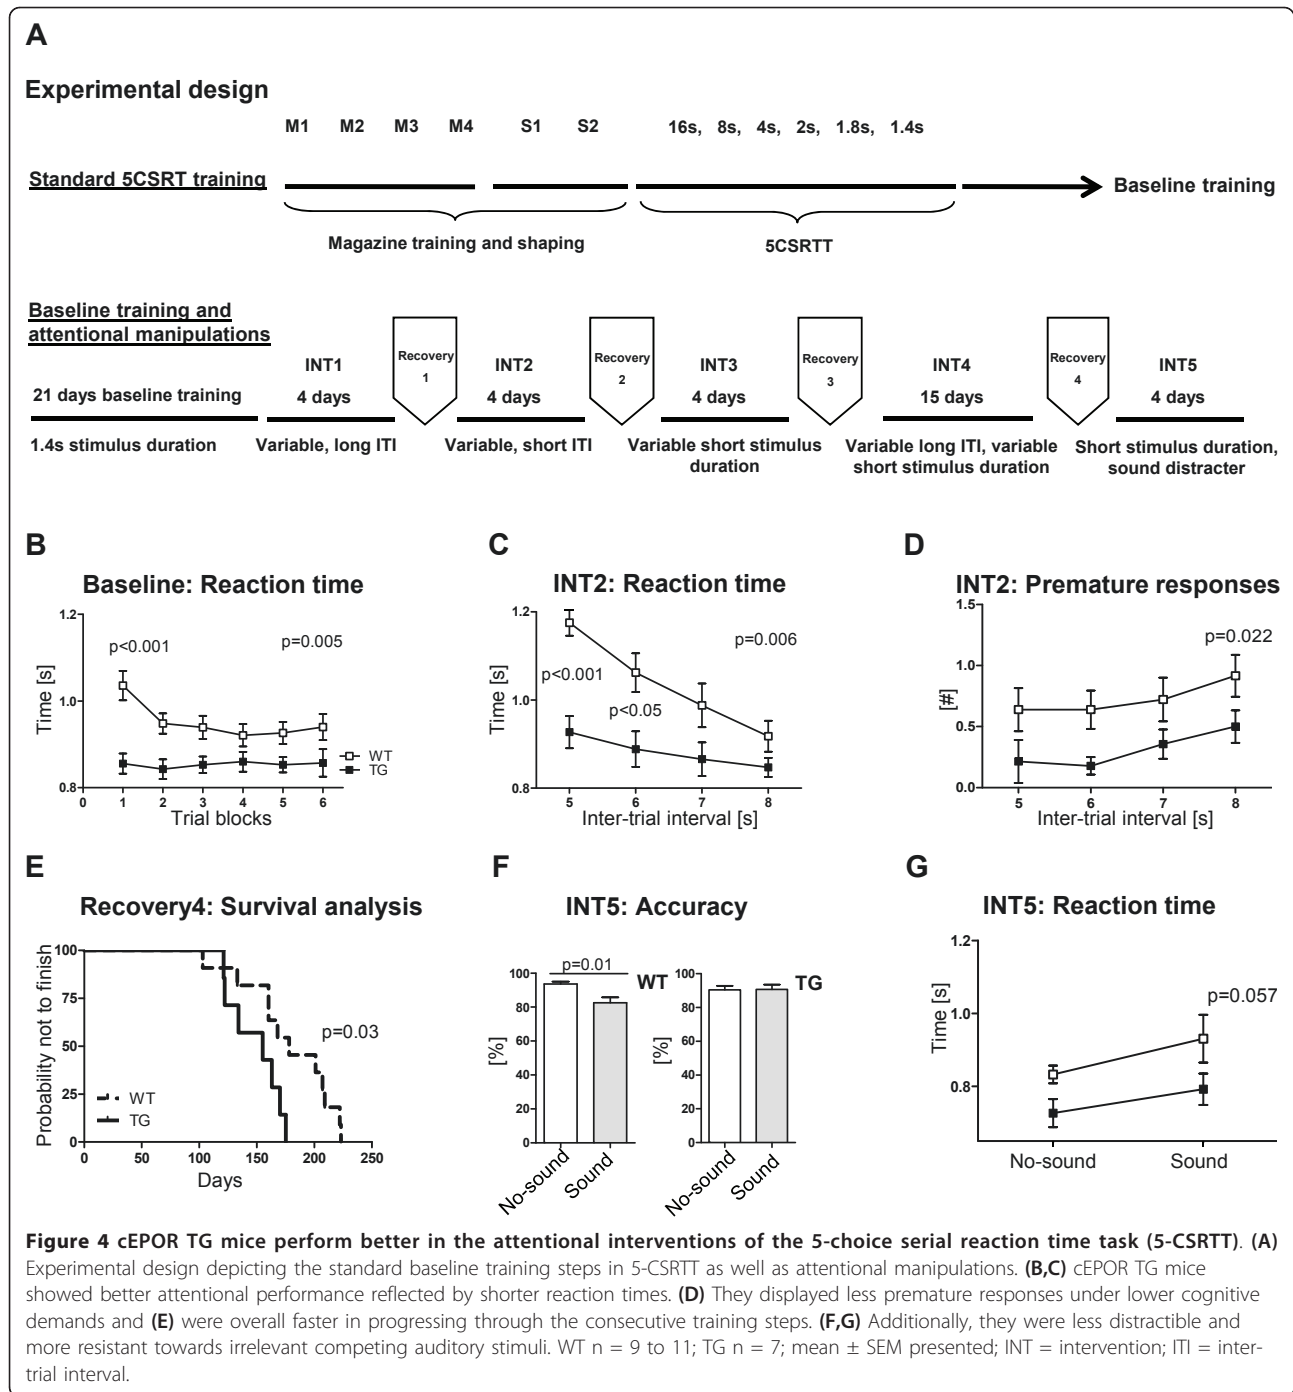 A
Experimental design
M1 M2 M3 M4 S1 S2 16s, 8s, 4s, 2s, 1.8s, 1.4s
Standard 5CSRT training
Baseline training
Magazine training and shaping
5CSRTT
Baseline training and
attentional manipulations
21 days baseline training
1.4s stimulus duration
INT1
4 days
Variable, long ITI
Recovery
1
INT2
4 days
Variable, short ITI
Recovery
2
INT3
4 days
Variable short stimulus
duration
Recovery
3
INT4
15 days
Variable long ITI, variable
short stimulus duration
Recovery
4
INT5
4 days
Short stimulus duration,
sound distracter
B
Baseline: Reaction time
1.2
1.0
0.8
Time [s]
p<0.001
p=0.005
WT
TG
0 1 2 3 4 5 6
Trial blocks
C
INT2: Reaction time
1.2
1.0
0.8
Time [s]
p=0.006
p<0.001
p<0.05
5 6 7 8
Inter-trial interval [s]
D
INT2: Premature responses
1.5
1.0
0.5
0.0
[#]
p=0.022
5 6 7 8
Inter-trial interval [s]
E
Recovery4: Survival analysis
100
75
50
25
0
Probability not to finish
p=0.03
WT
TG
0 50 100 150 200 250
Days
F
INT5: Accuracy
100
80
60
40
20
0
[%]
p=0.01
WT
No-sound
Sound
100
80
60
40
20
0
[%]
TG
No-sound
Sound
G
INT5: Reaction time
1.2
1.0
0.8
Time [s]
p=0.057
No-sound Sound
Figure 4 cEPOR TG mice perform better in the attentional interventions of the 5-choice serial reaction time task (5-CSRTT). (A)
Experimental design depicting the standard baseline training steps in 5-CSRTT as well as attentional manipulations. (B,C) cEPOR TG mice
showed better attentional performance reflected by shorter reaction times. (D) They displayed less premature responses under lower cognitive
demands and (E) were overall faster in progressing through the consecutive training steps. (F,G) Additionally, they were less distractible and
more resistant towards irrelevant competing auditory stimuli. WT n = 9 to 11; TG n = 7; mean ± SEM presented; INT = intervention; ITI = inter-
trial interval.